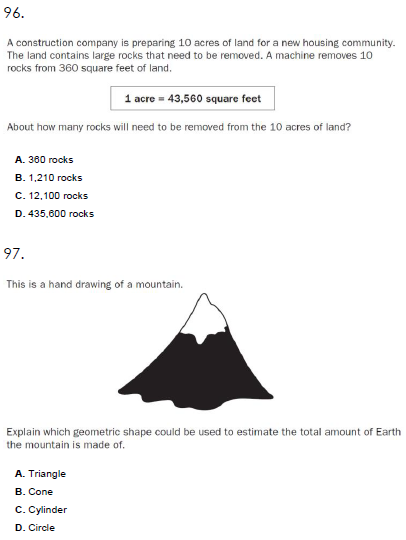 96.
A construction company is preparing 10 acres of land for a new housing community.
The land contains large rocks that need to be removed. A machine removes 10
rocks from 360 square feet of land.
1 acre = 43,560 square feet
About how many rocks will need to be removed from the 10 acres of land?
A. 360 rocks
B. 1,210 rocks
C. 12,100 rocks
D. 435,600 rocks
97.
This is a hand drawing of a mountain.
Explain which geometric shape could be used to estimate the total amount of Earth
the mountain is made of.
A. Triangle
B. Cone
C. Cylinder
D. Circle